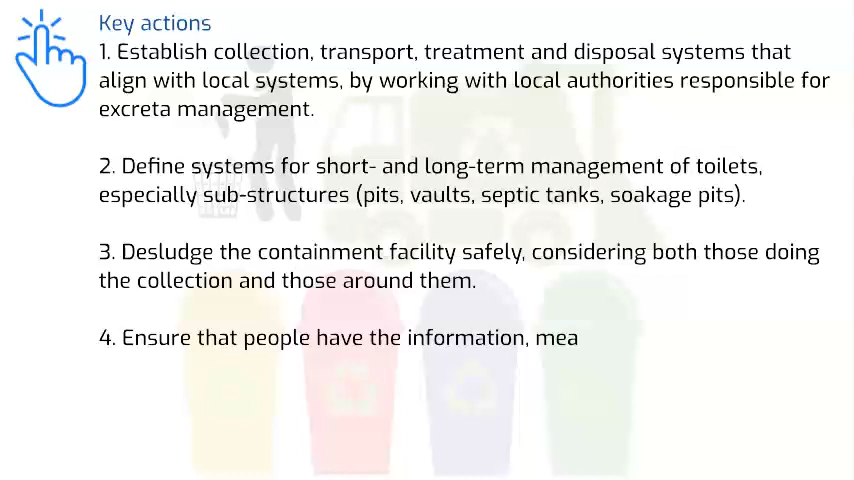 Key actions
1. Establish collection, transport, treatment and disposal systems that
align with local systems, by working with local authorities responsible for
excreta management.
2. Define systems for short- and long-term management of toilets,
especially sub-structures (pits, vaults, septic tanks, soakage pits).
3. Desludge the containment facility safely, considering both those doing
the collection and those around them.
4. Ensure that people have the information, mea